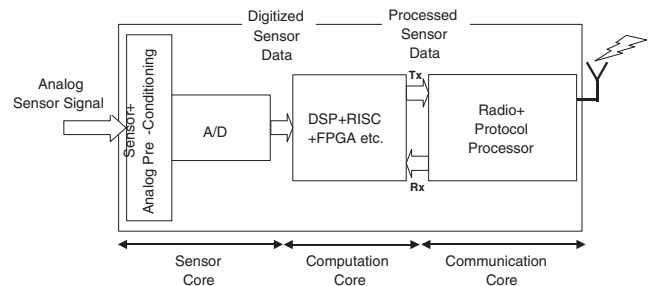 Digitized
Sensor
Data
Processed
Sensor
Data
Analog
Sensor Signal
Sensor+
Analog Pre -Conditioning
A/D
DSP+RISC
+FPGA etc.
Tx
Rx
Radio+
Protocol
Processor
Sensor
Core
Computation
Core
Communication
Core